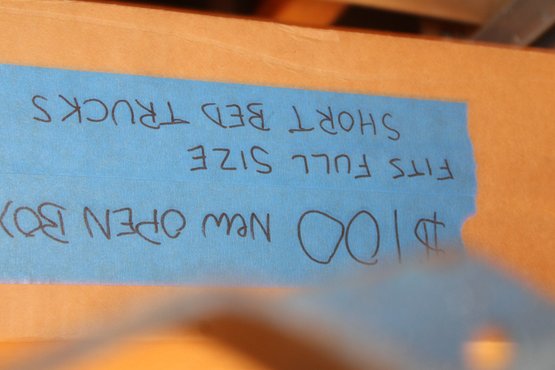 $100 NEW OPEN BOX
FITS FULL SIZE
SHORT BED TRUCKS